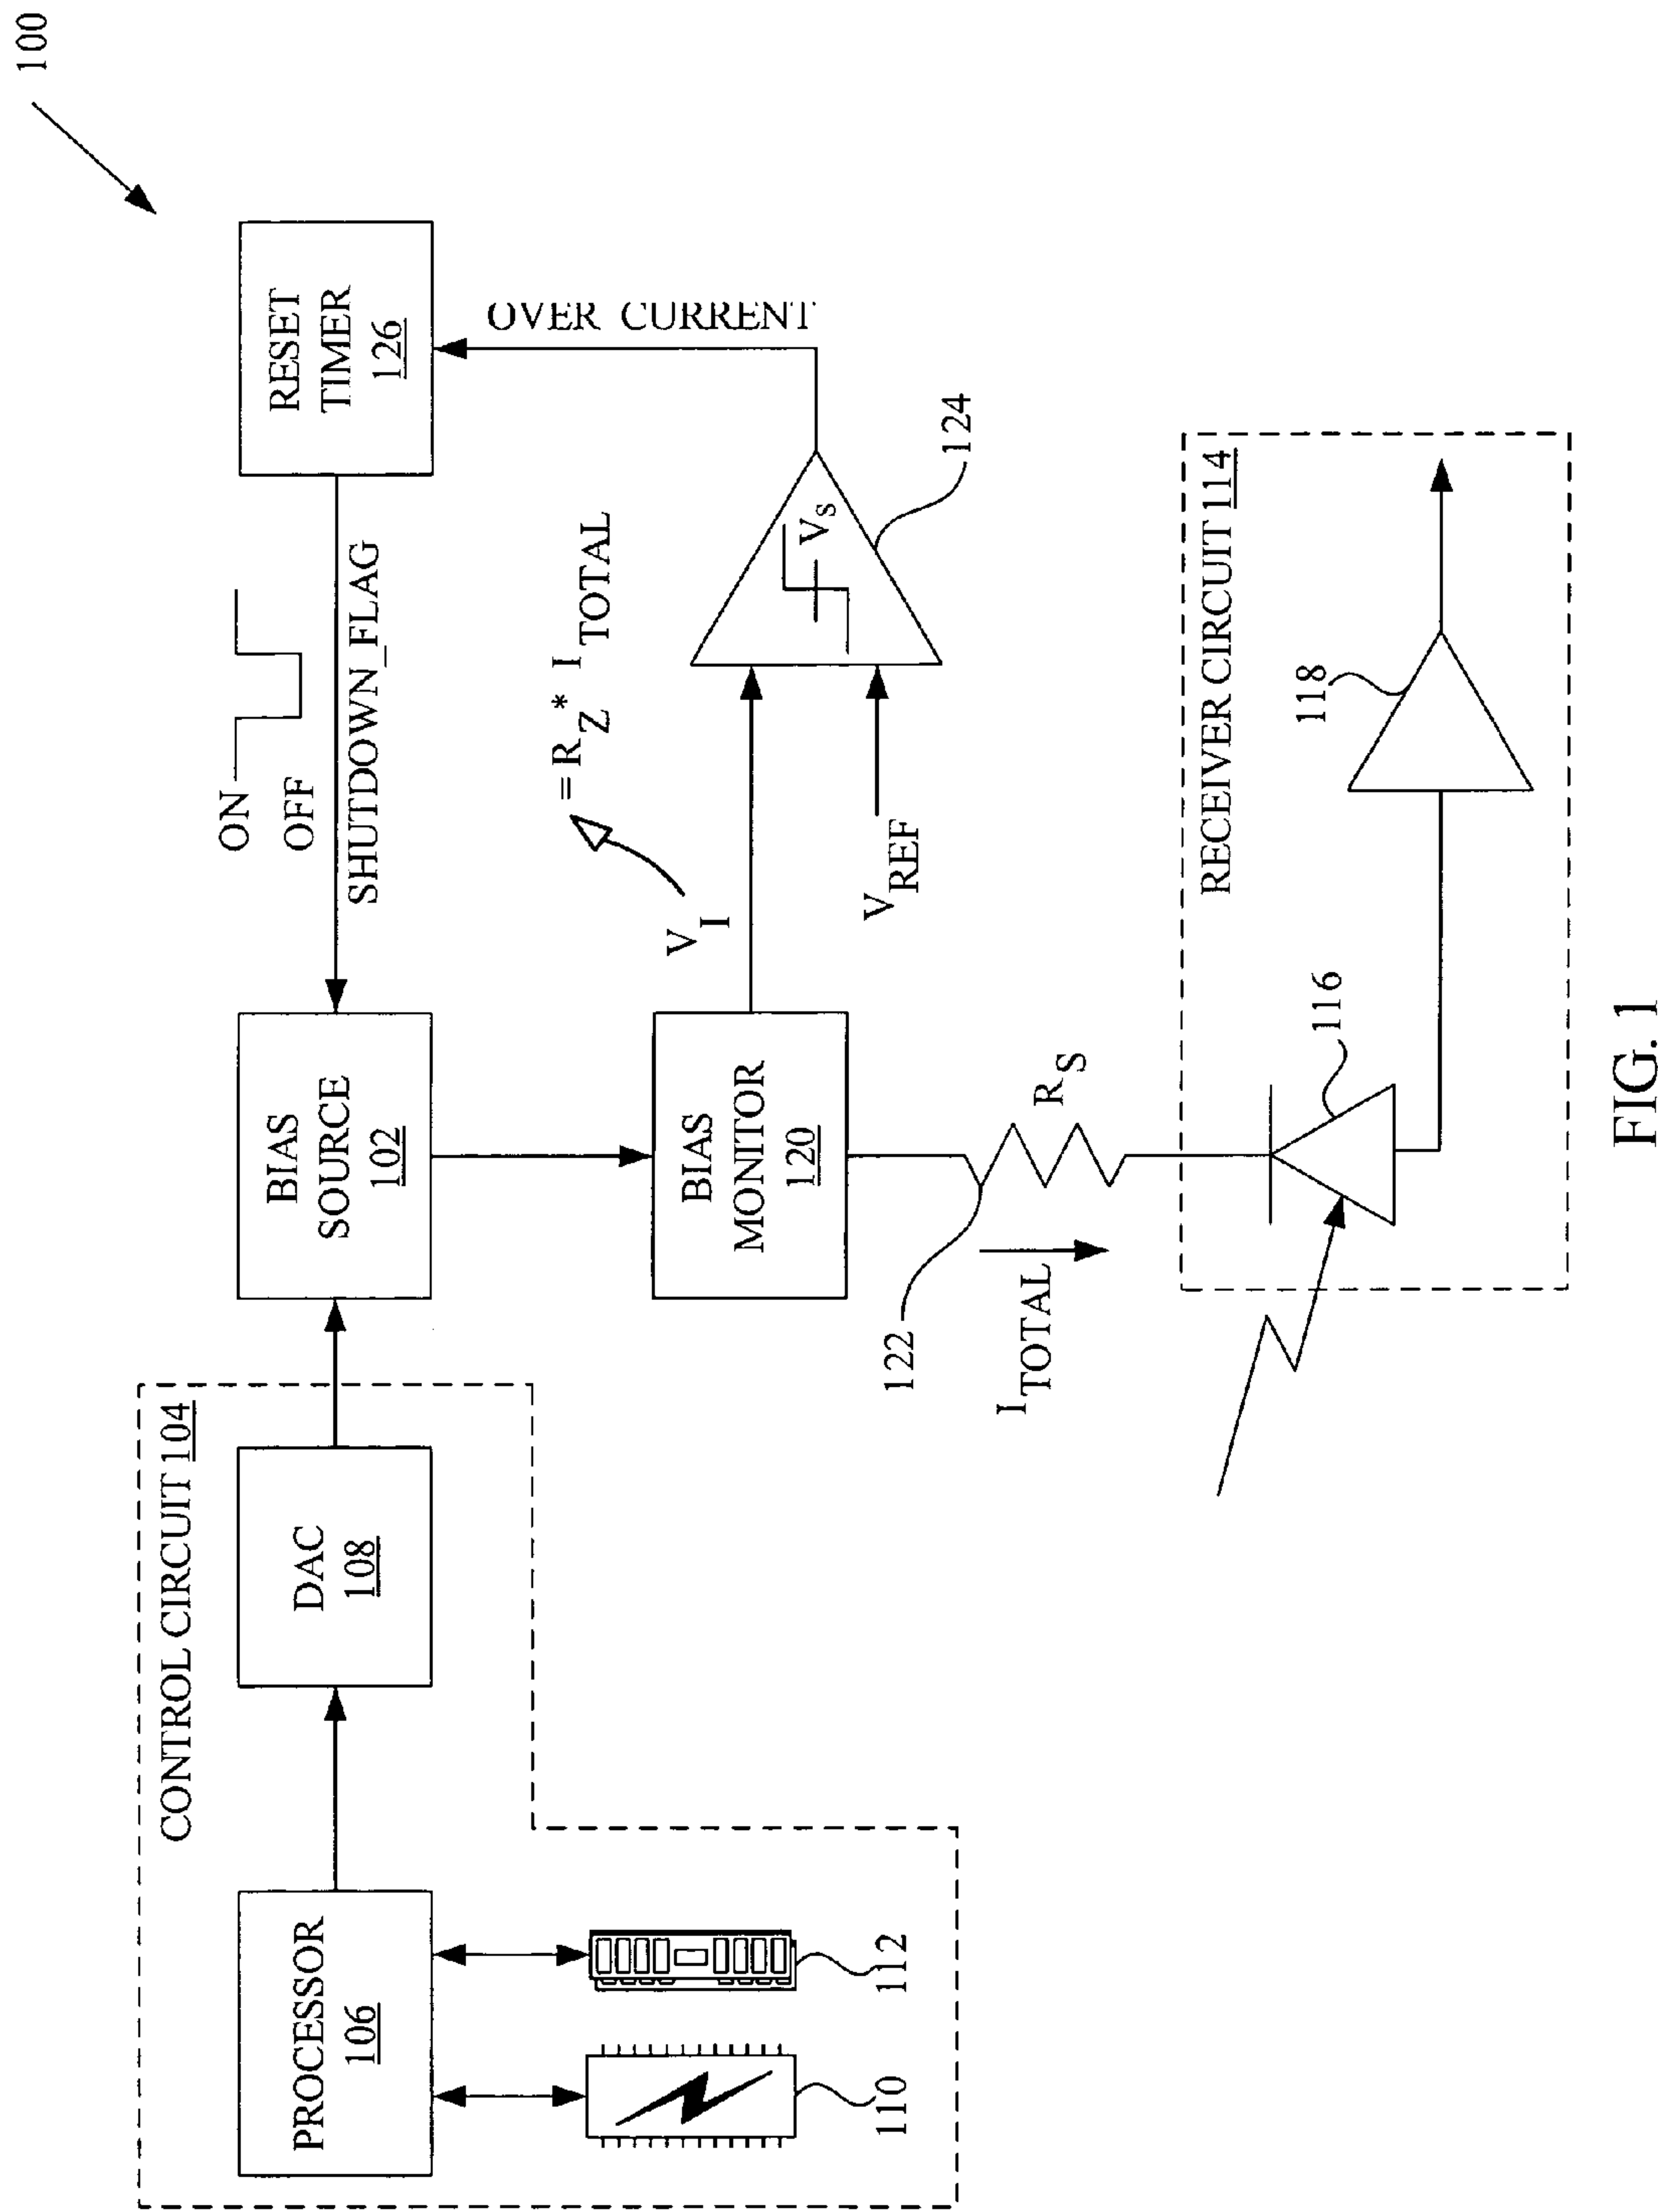 100
CONTROL CIRCUIT 104
PROCESSOR
106
DAC
108
BIAS
SOURCE
102
ON
OFF
SHUTDOWN_FLAG
RESET
TIMER
126
OVER CURRENT
110
112
BIAS
MONITOR
120
V_I
= R_Z * I_TOTAL
V_REF
V_S
124
122
R_S
I_TOTAL
RECEIVER CIRCUIT 114
116
118
FIG. 1